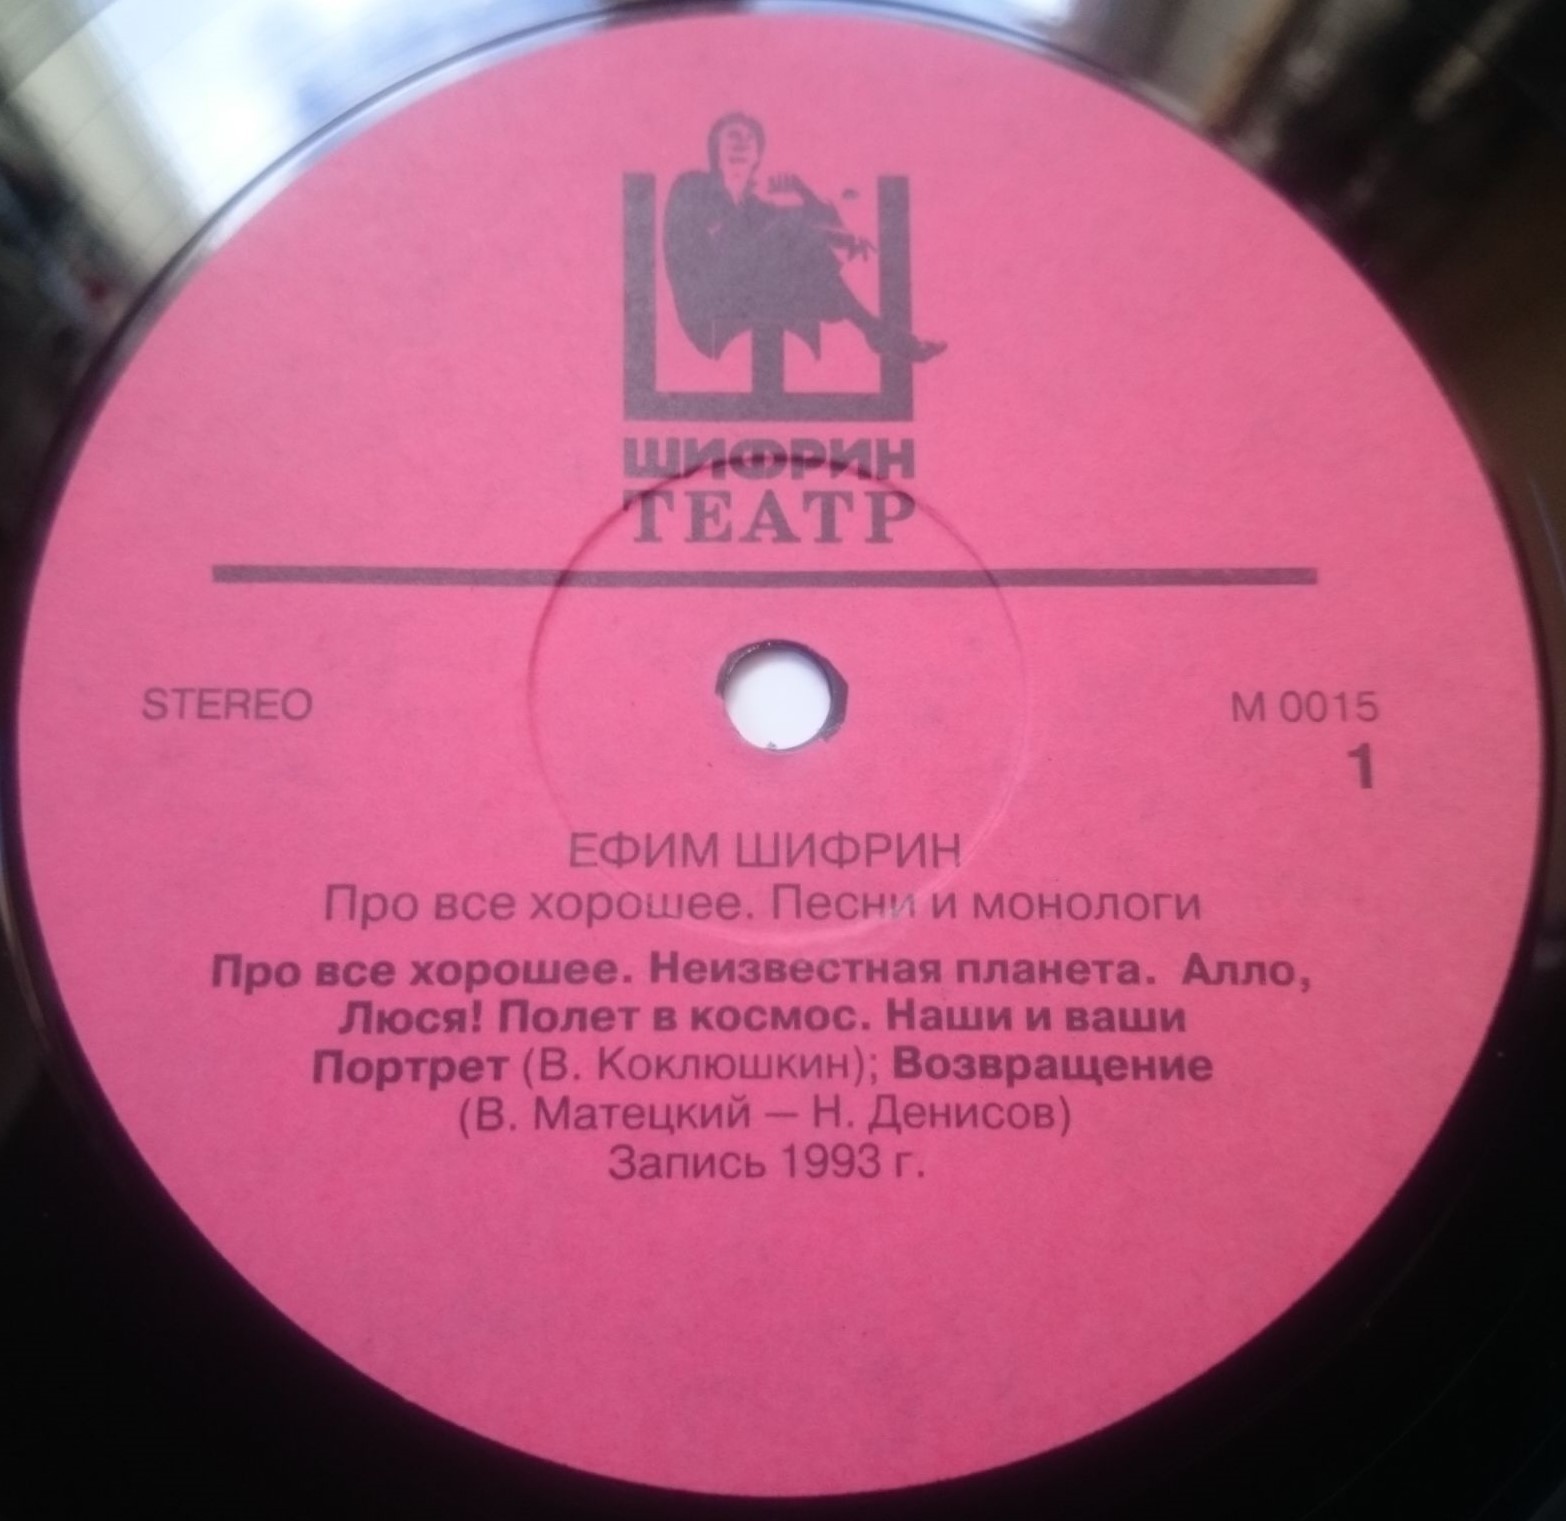 ШИФРИН
ТЕАТР
STEREO
M 0015
1
ЕФИМ ШИФРИН
Про все хорошее. Песни и монологи
Про все хорошее. Неизвестная планета. Алло,
Люся! Полет в космос. Наши и ваши
Портрет (В. Коклюшкин); Возвращение
(В. Матецкий — Н. Денисов)
Запись 1993 г.